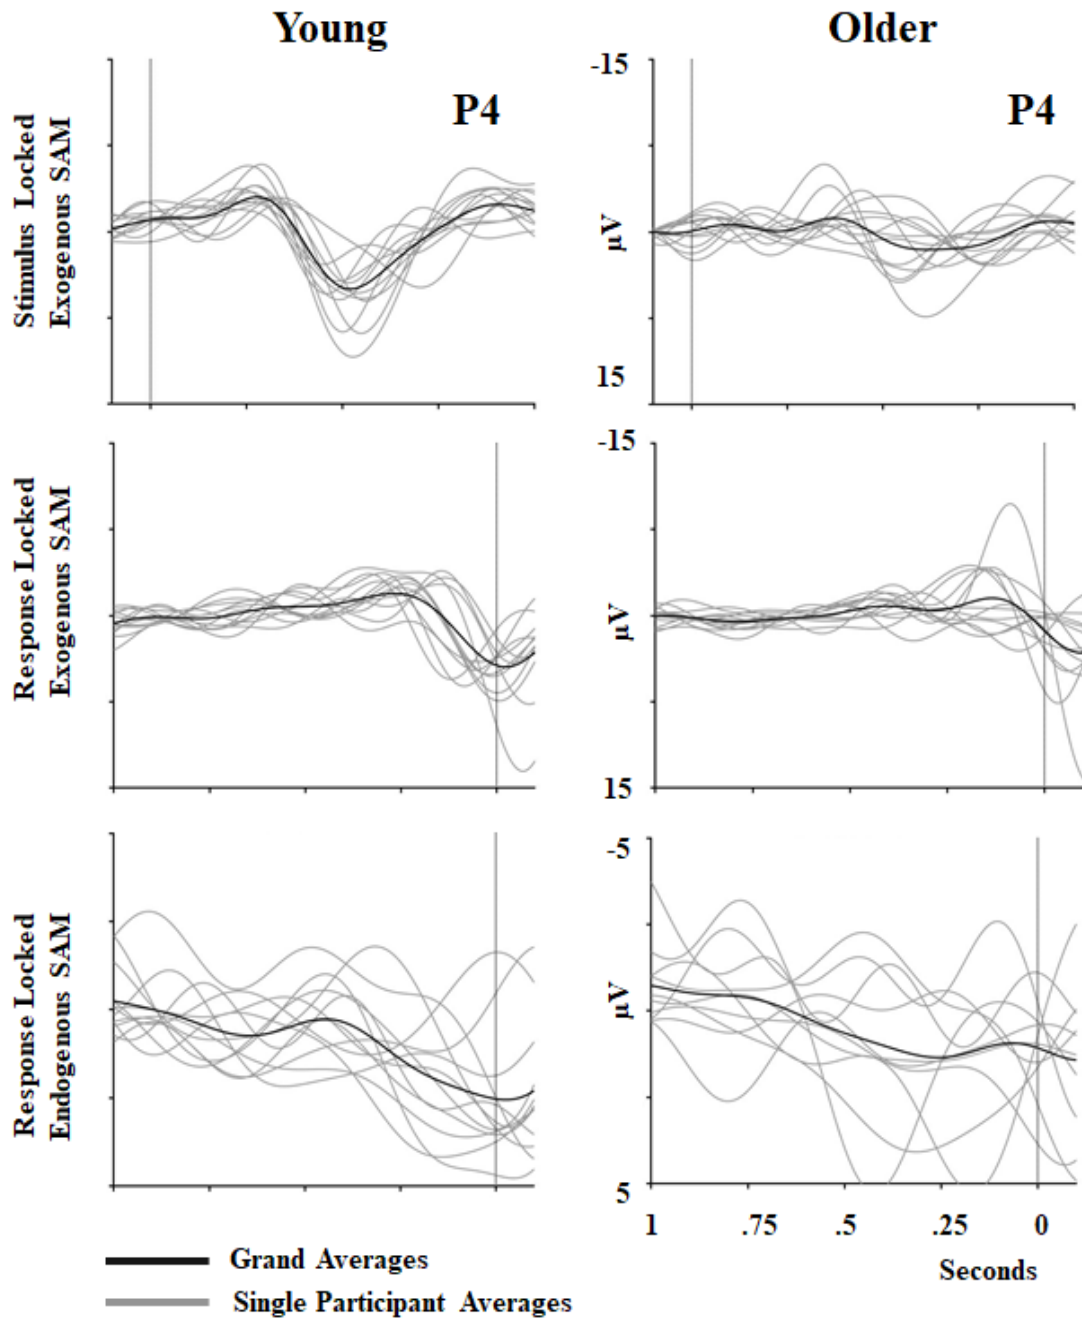 Young
Older
Stimulus Locked
Exogenous SAM
P4
-15
µV
15
P4
Response Locked
Exogenous SAM
-15
µV
15
Response Locked
Endogenous SAM
-5
µV
5
1 .75 .5 .25 0
Seconds
Grand Averages
Single Participant Averages